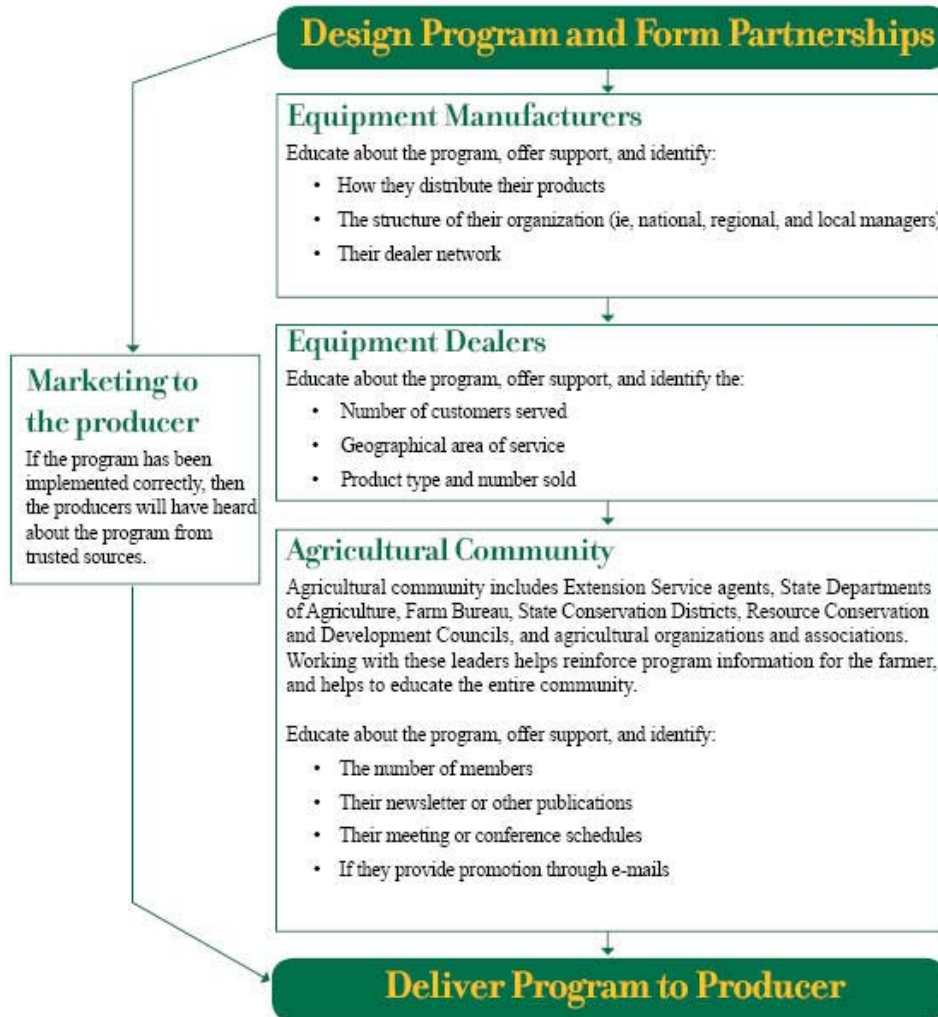 Design Program and Form Partnerships
Equipment Manufacturers
Educate about the program, offer support, and identify:
• How they distribute their products
• The structure of their organization (ie, national, regional, and local managers)
• Their dealer network
Equipment Dealers
Educate about the program, offer support, and identify the:
• Number of customers served
• Geographical area of service
• Product type and number sold
Marketing to
the producer
If the program has been
implemented correctly, then
the producers will have heard
about the program from
trusted sources.
Agricultural Community
Agricultural community includes Extension Service agents, State Departments
of Agriculture, Farm Bureau, State Conservation Districts, Resource Conservation
and Development Councils, and agricultural organizations and associations.
Working with these leaders helps reinforce program information for the farmer,
and helps to educate the entire community.
Educate about the program, offer support, and identify:
• The number of members
• Their newsletter or other publications
• Their meeting or conference schedules
• If they provide promotion through e-mails
Deliver Program to Producer